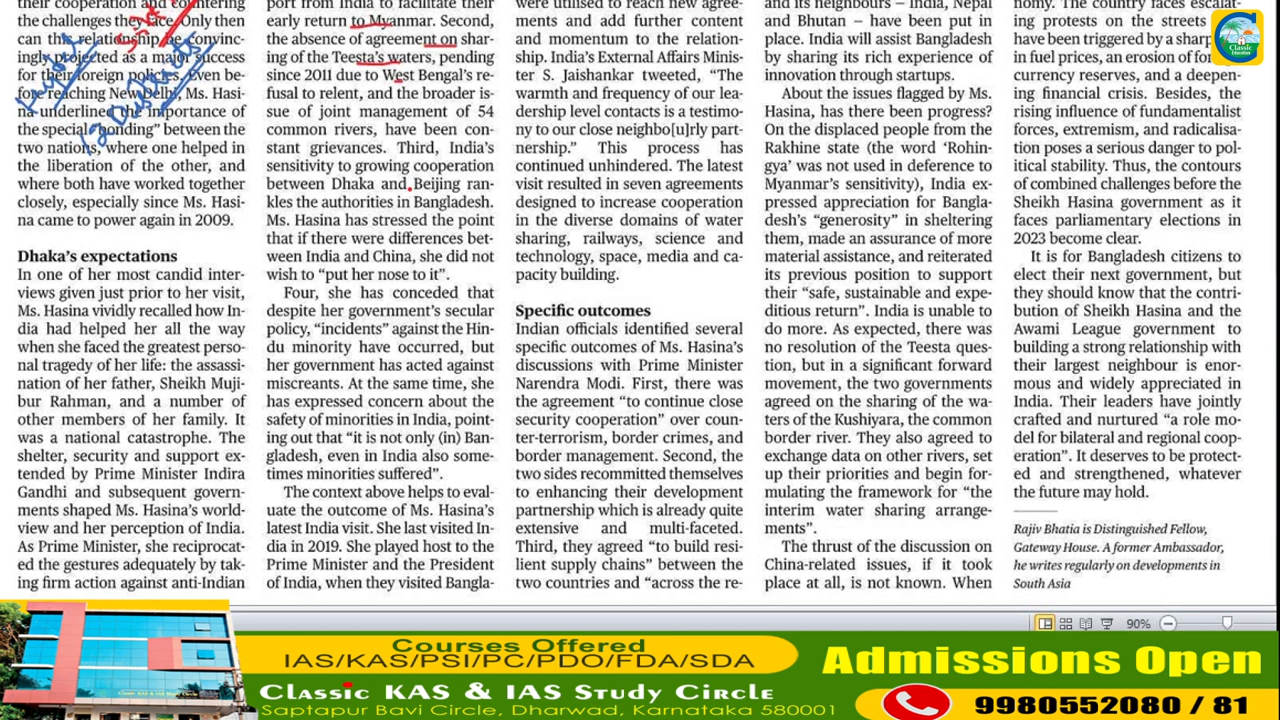 their cooperation and countering
the challenges they face. Only then
can this relationship be convinc-
ingly projected as a major success
for their foreign policies. Even be-
fore reaching New Delhi, Ms. Hasi-
na underlined the importance of
the special "bonding" between the
two nations, where one helped in
the liberation of the other, and
where both have worked together
closely, especially since Ms. Hasi-
na came to power again in 2009.
Dhaka's expectations
In one of her most candid inter-
views given just prior to her visit,
Ms. Hasina vividly recalled how In-
dia had helped her all the way
when she faced the greatest perso-
nal tragedy of her life: the assassi-
nation of her father, Sheikh Muji-
bur Rahman, and a number of
other members of her family. It
was a national catastrophe. The
shelter, security and support ex-
tended by Prime Minister Indira
Gandhi and subsequent govern-
ments shaped Ms. Hasina's world-
view and her perception of India.
As Prime Minister, she reciprocat-
ed the gestures adequately by tak-
ing firm action against anti-Indian
port from India to facilitate their
early return to Myanmar. Second,
the absence of agreement on shar-
ing of the Teesta's waters, pending
since 2011 due to West Bengal's re-
fusal to relent, and the broader is-
sue of joint management of 54
common rivers, have been con-
stant grievances. Third, India's
sensitivity to growing cooperation
between Dhaka and Beijing ran-
kles the authorities in Bangladesh.
Ms. Hasina has stressed the point
that if there were differences bet-
ween India and China, she did not
wish to "put her nose to it".
Four, she has conceded that
despite her government's secular
policy, "incidents" against the Hin-
du minority have occurred, but
her government has acted against
miscreants. At the same time, she
has expressed concern about the
safety of minorities in India, point-
ing out that "it is not only (in) Ban-
gladesh, even in India also some-
times minorities suffered".
The context above helps to eval-
uate the outcome of Ms. Hasina's
latest India visit. She last visited In-
dia in 2019. She played host to the
Prime Minister and the President
of India, when they visited Bangla-
were utilised to reach new agree-
ments and add further content
and momentum to the relation-
ship. India's External Affairs Minis-
ter S. Jaishankar tweeted, "The
warmth and frequency of our lea-
dership level contacts is a testimo-
ny to our close neighbo[u]rly part-
nership." This process has
continued unhindered. The latest
visit resulted in seven agreements
designed to increase cooperation
in the diverse domains of water
sharing, railways, science and
technology, space, media and ca-
pacity building.
Specific outcomes
Indian officials identified several
specific outcomes of Ms. Hasina's
discussions with Prime Minister
Narendra Modi. First, there was
the agreement "to continue close
security cooperation" over coun-
ter-terrorism, border crimes, and
border management. Second, the
two sides recommitted themselves
to enhancing their development
partnership which is already quite
extensive and multi-faceted.
Third, they agreed "to build resi-
lient supply chains" between the
two countries and "across the re-
and its neighbours – India, Nepal
and Bhutan – have been put in
place. India will assist Bangladesh
by sharing its rich experience of
innovation through startups.
About the issues flagged by Ms.
Hasina, has there been progress?
On the displaced people from the
Rakhine state (the word 'Rohin-
gya' was not used in deference to
Myanmar's sensitivity), India ex-
pressed appreciation for Bangla-
desh's "generosity" in sheltering
them, made an assurance of more
material assistance, and reiterated
its previous position to support
their "safe, sustainable and expe-
ditious return". India is unable to
do more. As expected, there was
no resolution of the Teesta ques-
tion, but in a significant forward
movement, the two governments
agreed on the sharing of the wa-
ters of the Kushiyara, the common
border river. They also agreed to
exchange data on other rivers, set
up their priorities and begin for-
mulating the framework for "the
interim water sharing arrange-
ments".
The thrust of the discussion on
China-related issues, if it took
place at all, is not known. When
nomy. The country faces escalat-
ing protests on the streets
have been triggered by a sharp
in fuel prices, an erosion of for
currency reserves, and a deepen-
ing financial crisis. Besides, the
rising influence of fundamentalist
forces, extremism, and radicalisa-
tion poses a serious danger to pol-
itical stability. Thus, the contours
of combined challenges before the
Sheikh Hasina government as it
faces parliamentary elections in
2023 become clear.
It is for Bangladesh citizens to
elect their next government, but
they should know that the contri-
bution of Sheikh Hasina and the
Awami League government to
building a strong relationship with
their largest neighbour is enor-
mous and widely appreciated in
India. Their leaders have jointly
crafted and nurtured "a role mo-
del for bilateral and regional coop-
eration". It deserves to be protect-
ed and strengthened, whatever
the future may hold.
Rajiv Bhatia is Distinguished Fellow,
Gateway House. A former Ambassador,
he writes regularly on developments in
South Asia
Classic
Education
90%
Courses Offered
IAS/KAS/PSI/PC/PDO/FDA/SDA
Classic KAS & IAS Study Circle
Saptapur Bavi Circle, Dharwad, Karnataka 580001
Admissions Open
9980552080 / 81